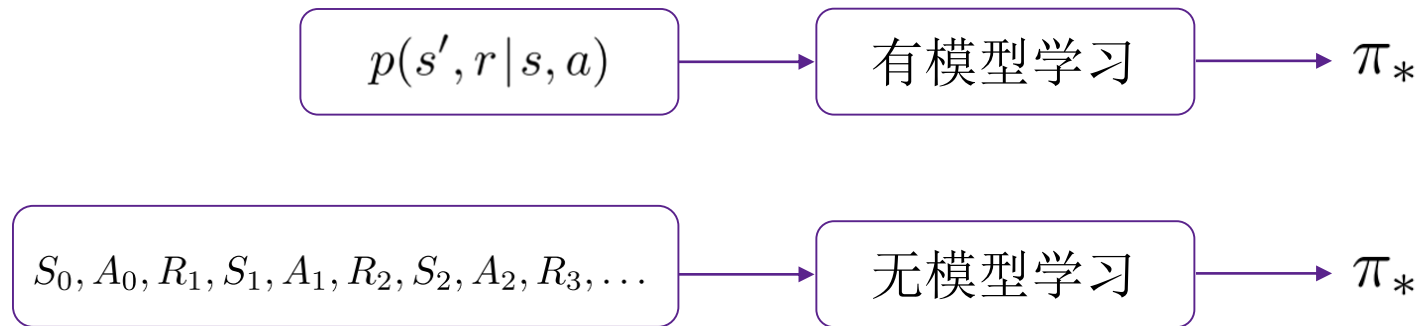 p(s′, r | s, a) 有模型学习 π∗
S₀, A₀, R₁, S₁, A₁, R₂, S₂, A₂, R₃, . . . 无模型学习 π∗